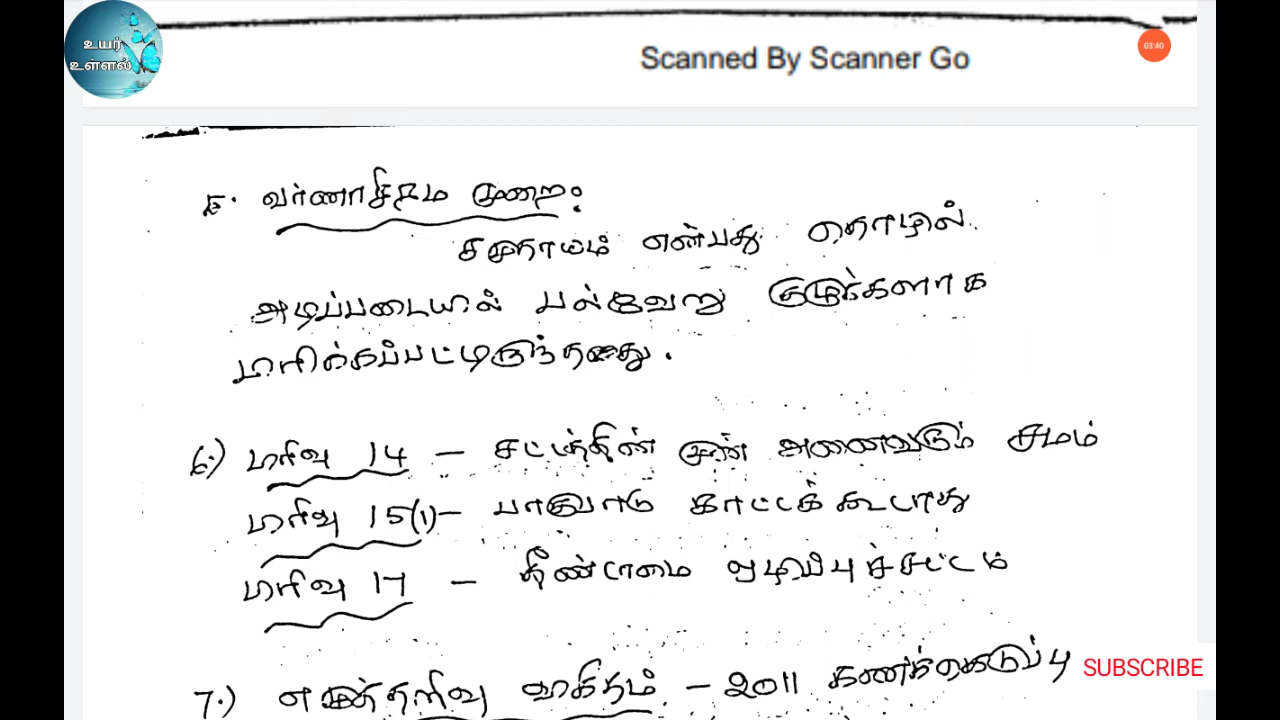 உயர்
உள்ளல்
03:40
Scanned By Scanner Go
5. வர்ணாசிரம முறை:
சமுதாயம் என்பது தொழில்
அடிப்படையில் பல்வேறு குழுக்களாக
பிரிக்கப்பட்டிருந்தது.
6.) பிரிவு 14 – சட்டத்தின் முன் அனைவரும் சமம்
பிரிவு 15(1) – பாகுபாடு காட்டக்கூடாது
பிரிவு 17 – தீண்டாமை ஒழிப்புச்சட்டம்
7.) எழுத்தறிவு விகிதம் – 2011 கணக்கெடுப்பு
SUBSCRIBE